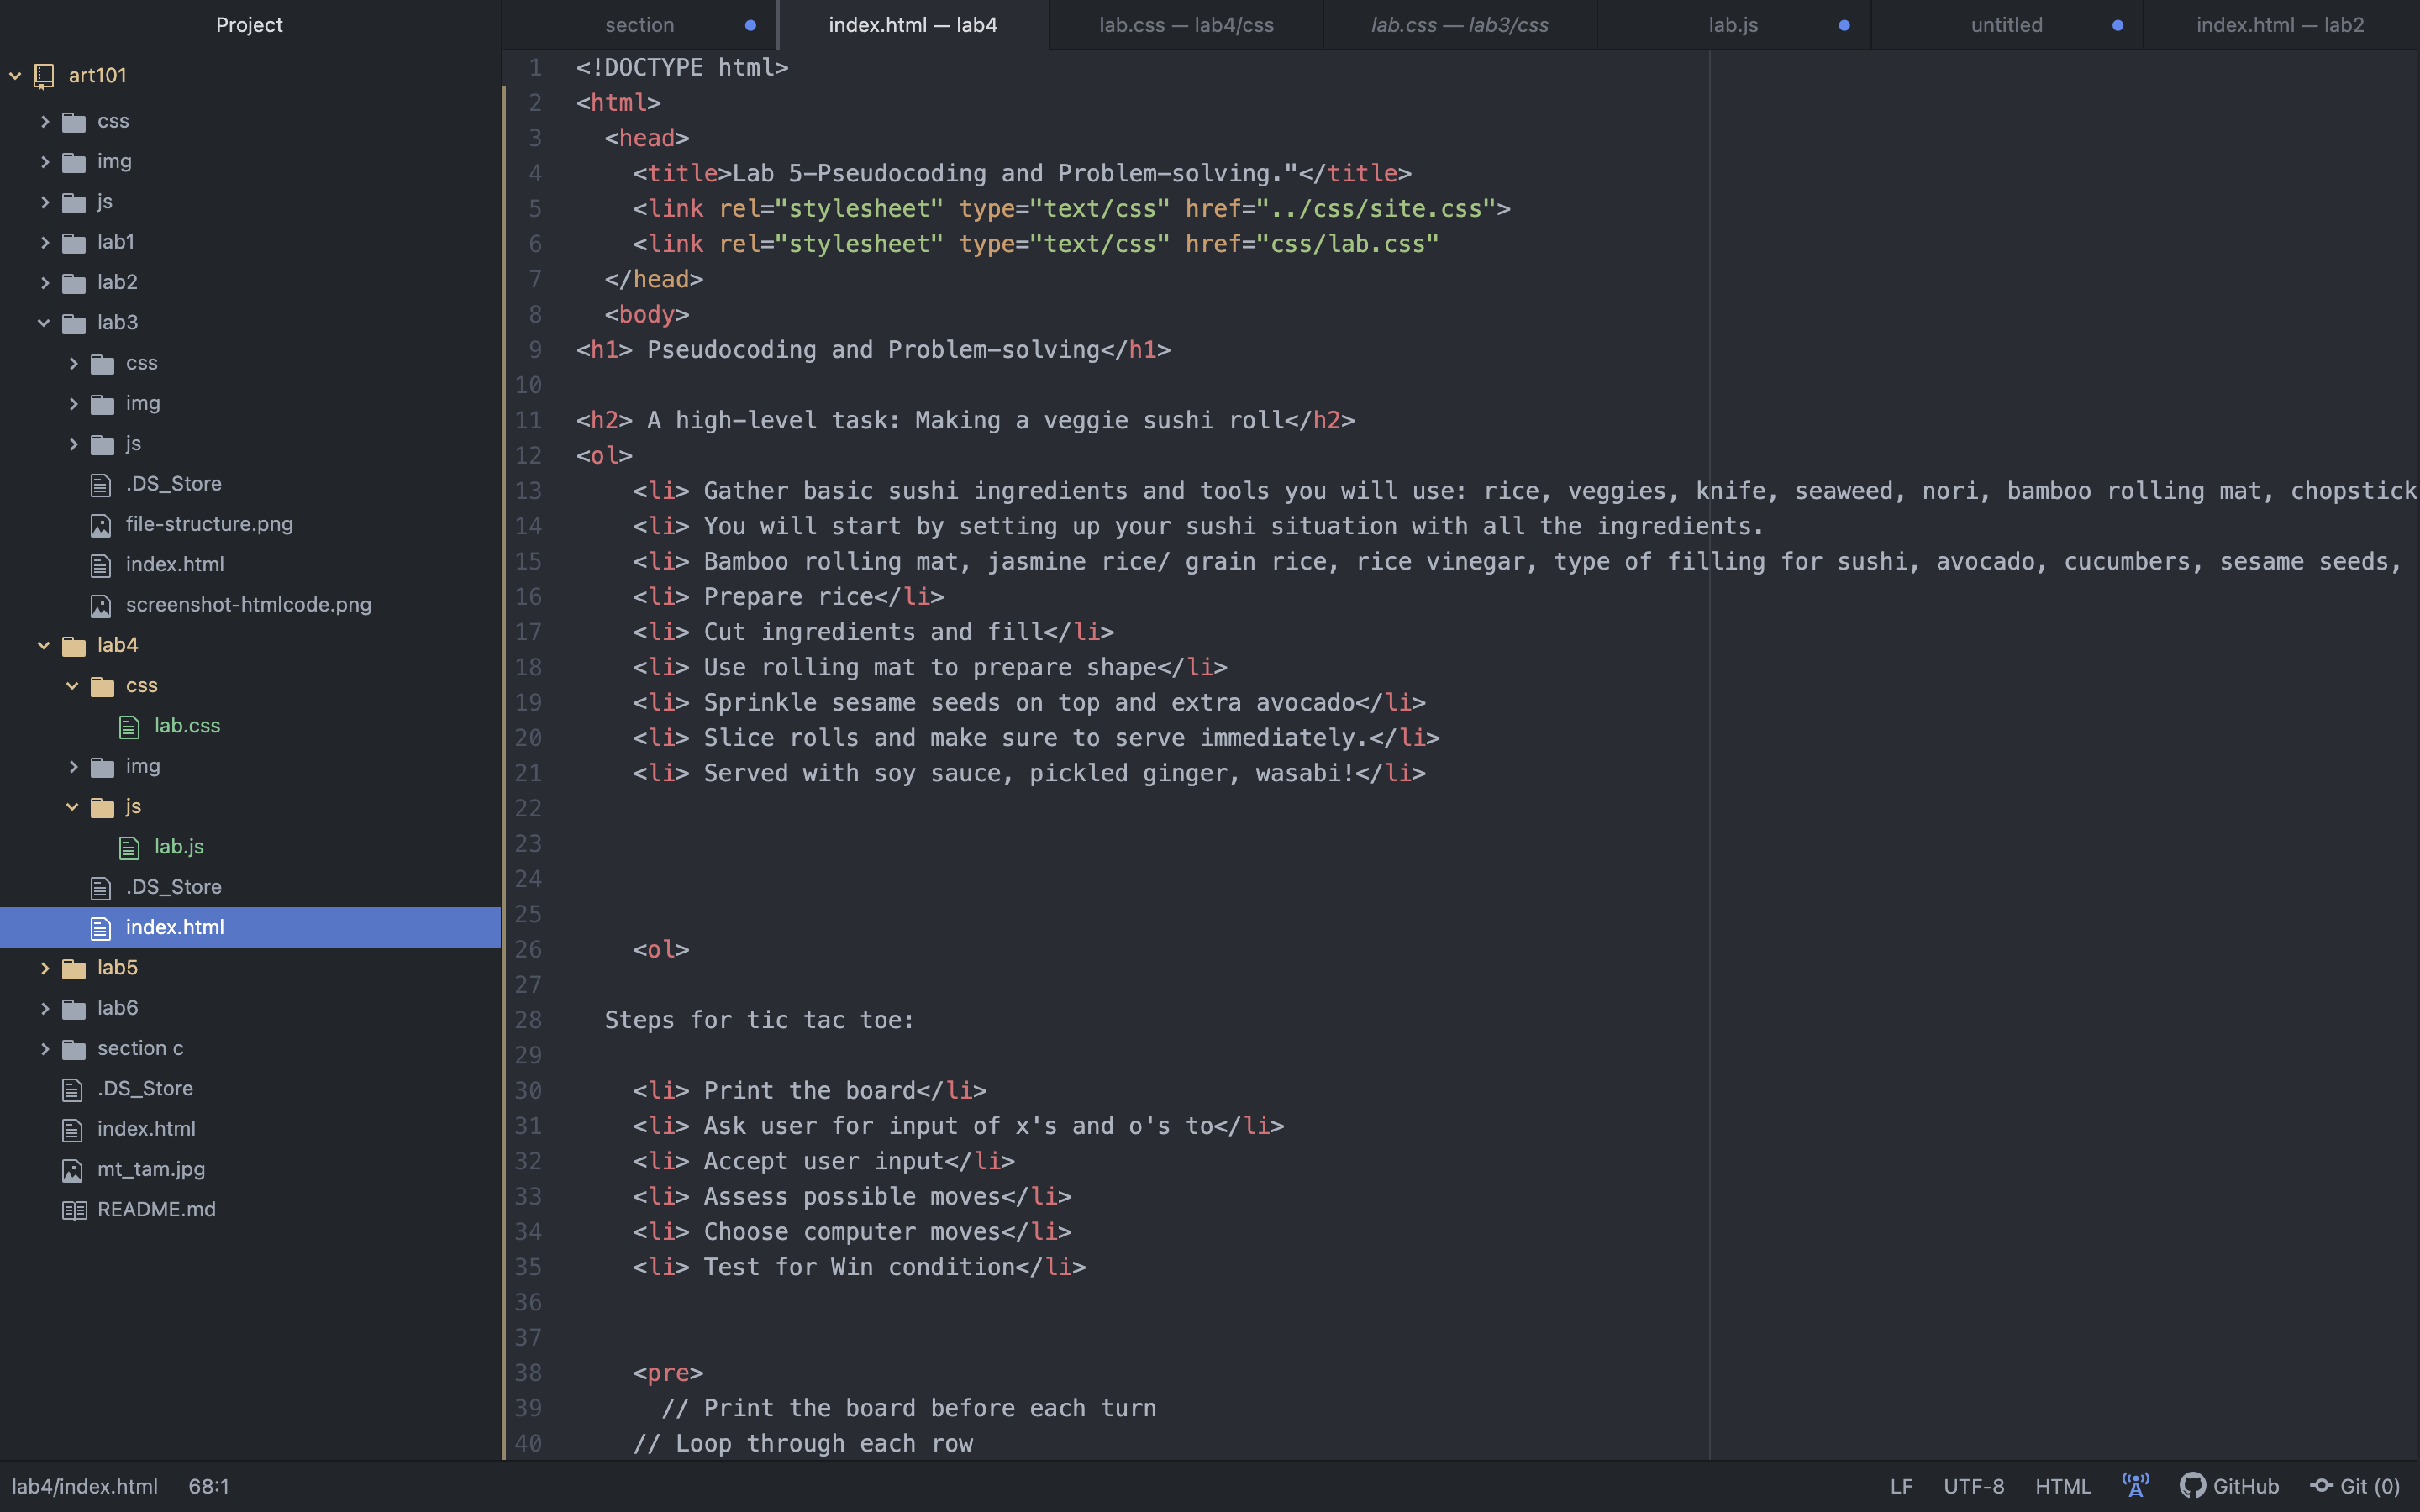 Project
art101
css
img
js
lab1
lab2
lab3
css
img
js
.DS_Store
file-structure.png
index.html
screenshot-htmlcode.png
lab4
css
lab.css
img
js
lab.js
.DS_Store
index.html
lab5
lab6
section c
.DS_Store
index.html
mt_tam.jpg
README.md
section
index.html — lab4
lab.css — lab4/css
lab.css — lab3/css
lab.js
untitled
index.html — lab2
1 <!DOCTYPE html>
2 <html>
3 <head>
4 <title>Lab 5-Pseudocoding and Problem-solving."</title>
5 <link rel="stylesheet" type="text/css" href="../css/site.css">
6 <link rel="stylesheet" type="text/css" href="css/lab.css"
7 </head>
8 <body>
9 <h1> Pseudocoding and Problem-solving</h1>
10
11 <h2> A high-level task: Making a veggie sushi roll</h2>
12 <ol>
13 <li> Gather basic sushi ingredients and tools you will use: rice, veggies, knife, seaweed, nori, bamboo rolling mat, chopstick
14 <li> You will start by setting up your sushi situation with all the ingredients.
15 <li> Bamboo rolling mat, jasmine rice/ grain rice, rice vinegar, type of filling for sushi, avocado, cucumbers, sesame seeds,
16 <li> Prepare rice</li>
17 <li> Cut ingredients and fill</li>
18 <li> Use rolling mat to prepare shape</li>
19 <li> Sprinkle sesame seeds on top and extra avocado</li>
20 <li> Slice rolls and make sure to serve immediately.</li>
21 <li> Served with soy sauce, pickled ginger, wasabi!</li>
22
23
24
25
26 <ol>
27
28 Steps for tic tac toe:
29
30 <li> Print the board</li>
31 <li> Ask user for input of x's and o's to</li>
32 <li> Accept user input</li>
33 <li> Assess possible moves</li>
34 <li> Choose computer moves</li>
35 <li> Test for Win condition</li>
36
37
38 <pre>
39 // Print the board before each turn
40 // Loop through each row
lab4/index.html 68:1
LF UTF-8 HTML GitHub Git (0)